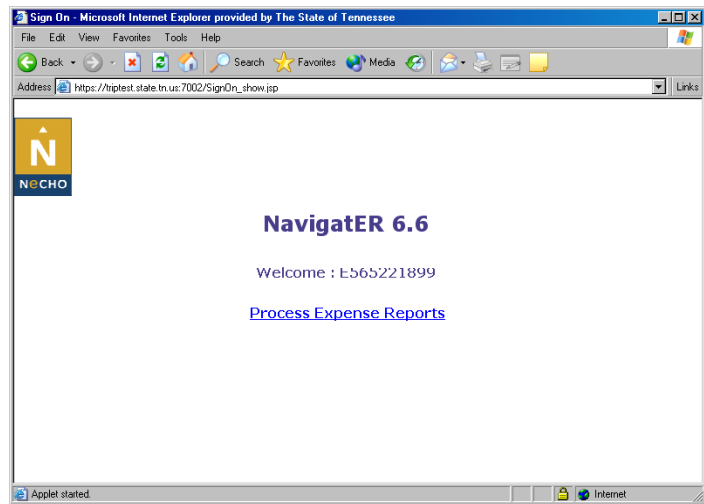 Sign On - Microsoft Internet Explorer provided by The State of Tennessee
File Edit View Favorites Tools Help
Back Search Favorites Media
Address https://triptest.state.tn.us:7002/SignOn_show.jsp Links
N
NeCHO
NavigatER 6.6
Welcome : E565221899
Process Expense Reports
Applet started. Internet